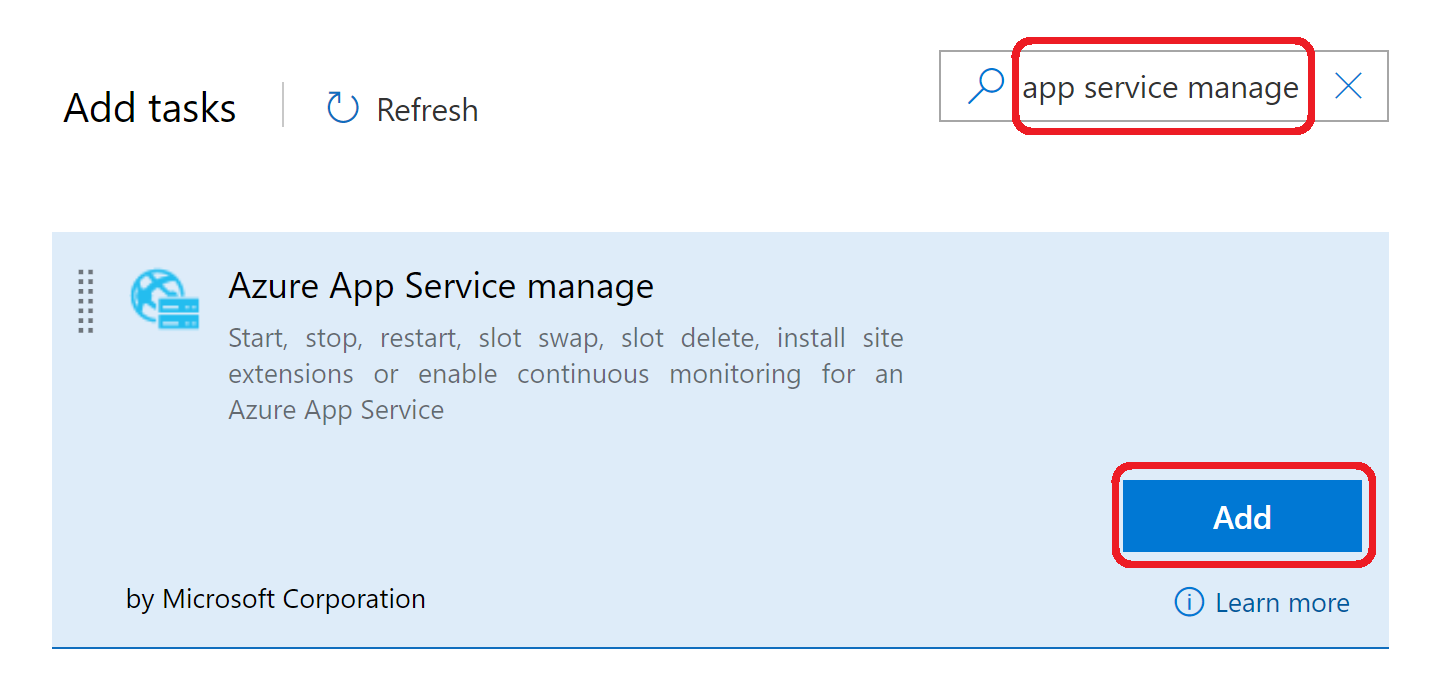 Add tasks
Refresh
app service manage
Azure App Service manage
Start, stop, restart, slot swap, slot delete, install site
extensions or enable continuous monitoring for an
Azure App Service
Add
by Microsoft Corporation
Learn more